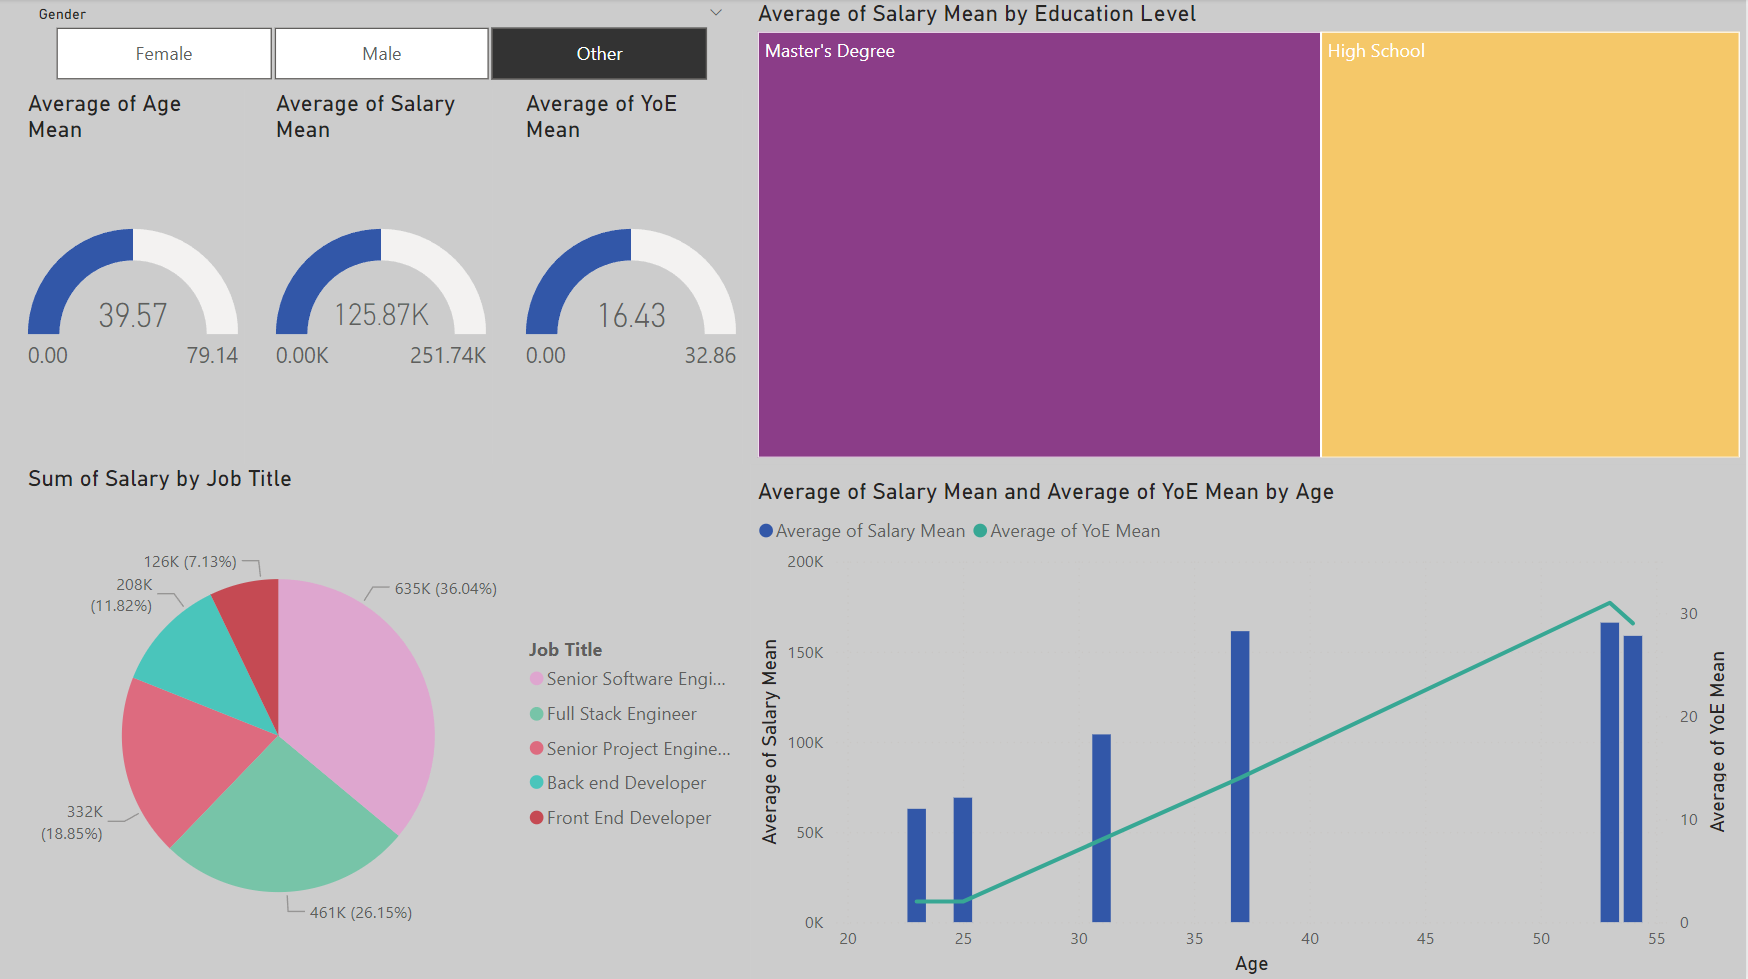 Gender
Female
Male
Other
Average of Age
Mean
Average of Salary
Mean
Average of YoE
Mean
39.57
0.00
79.14
125.87K
0.00K
251.74K
16.43
0.00
32.86
Average of Salary Mean by Education Level
Master's Degree
High School
Sum of Salary by Job Title
126K (7.13%)
208K
(11.82%)
635K (36.04%)
332K
(18.85%)
461K (26.15%)
Job Title
Senior Software Engi...
Full Stack Engineer
Senior Project Engine...
Back end Developer
Front End Developer
Average of Salary Mean and Average of YoE Mean by Age
Average of Salary Mean
Average of YoE Mean
Average of Salary Mean
200K
150K
100K
50K
0K
30
20
10
0
Average of YoE Mean
20
25
30
35
40
45
50
55
Age